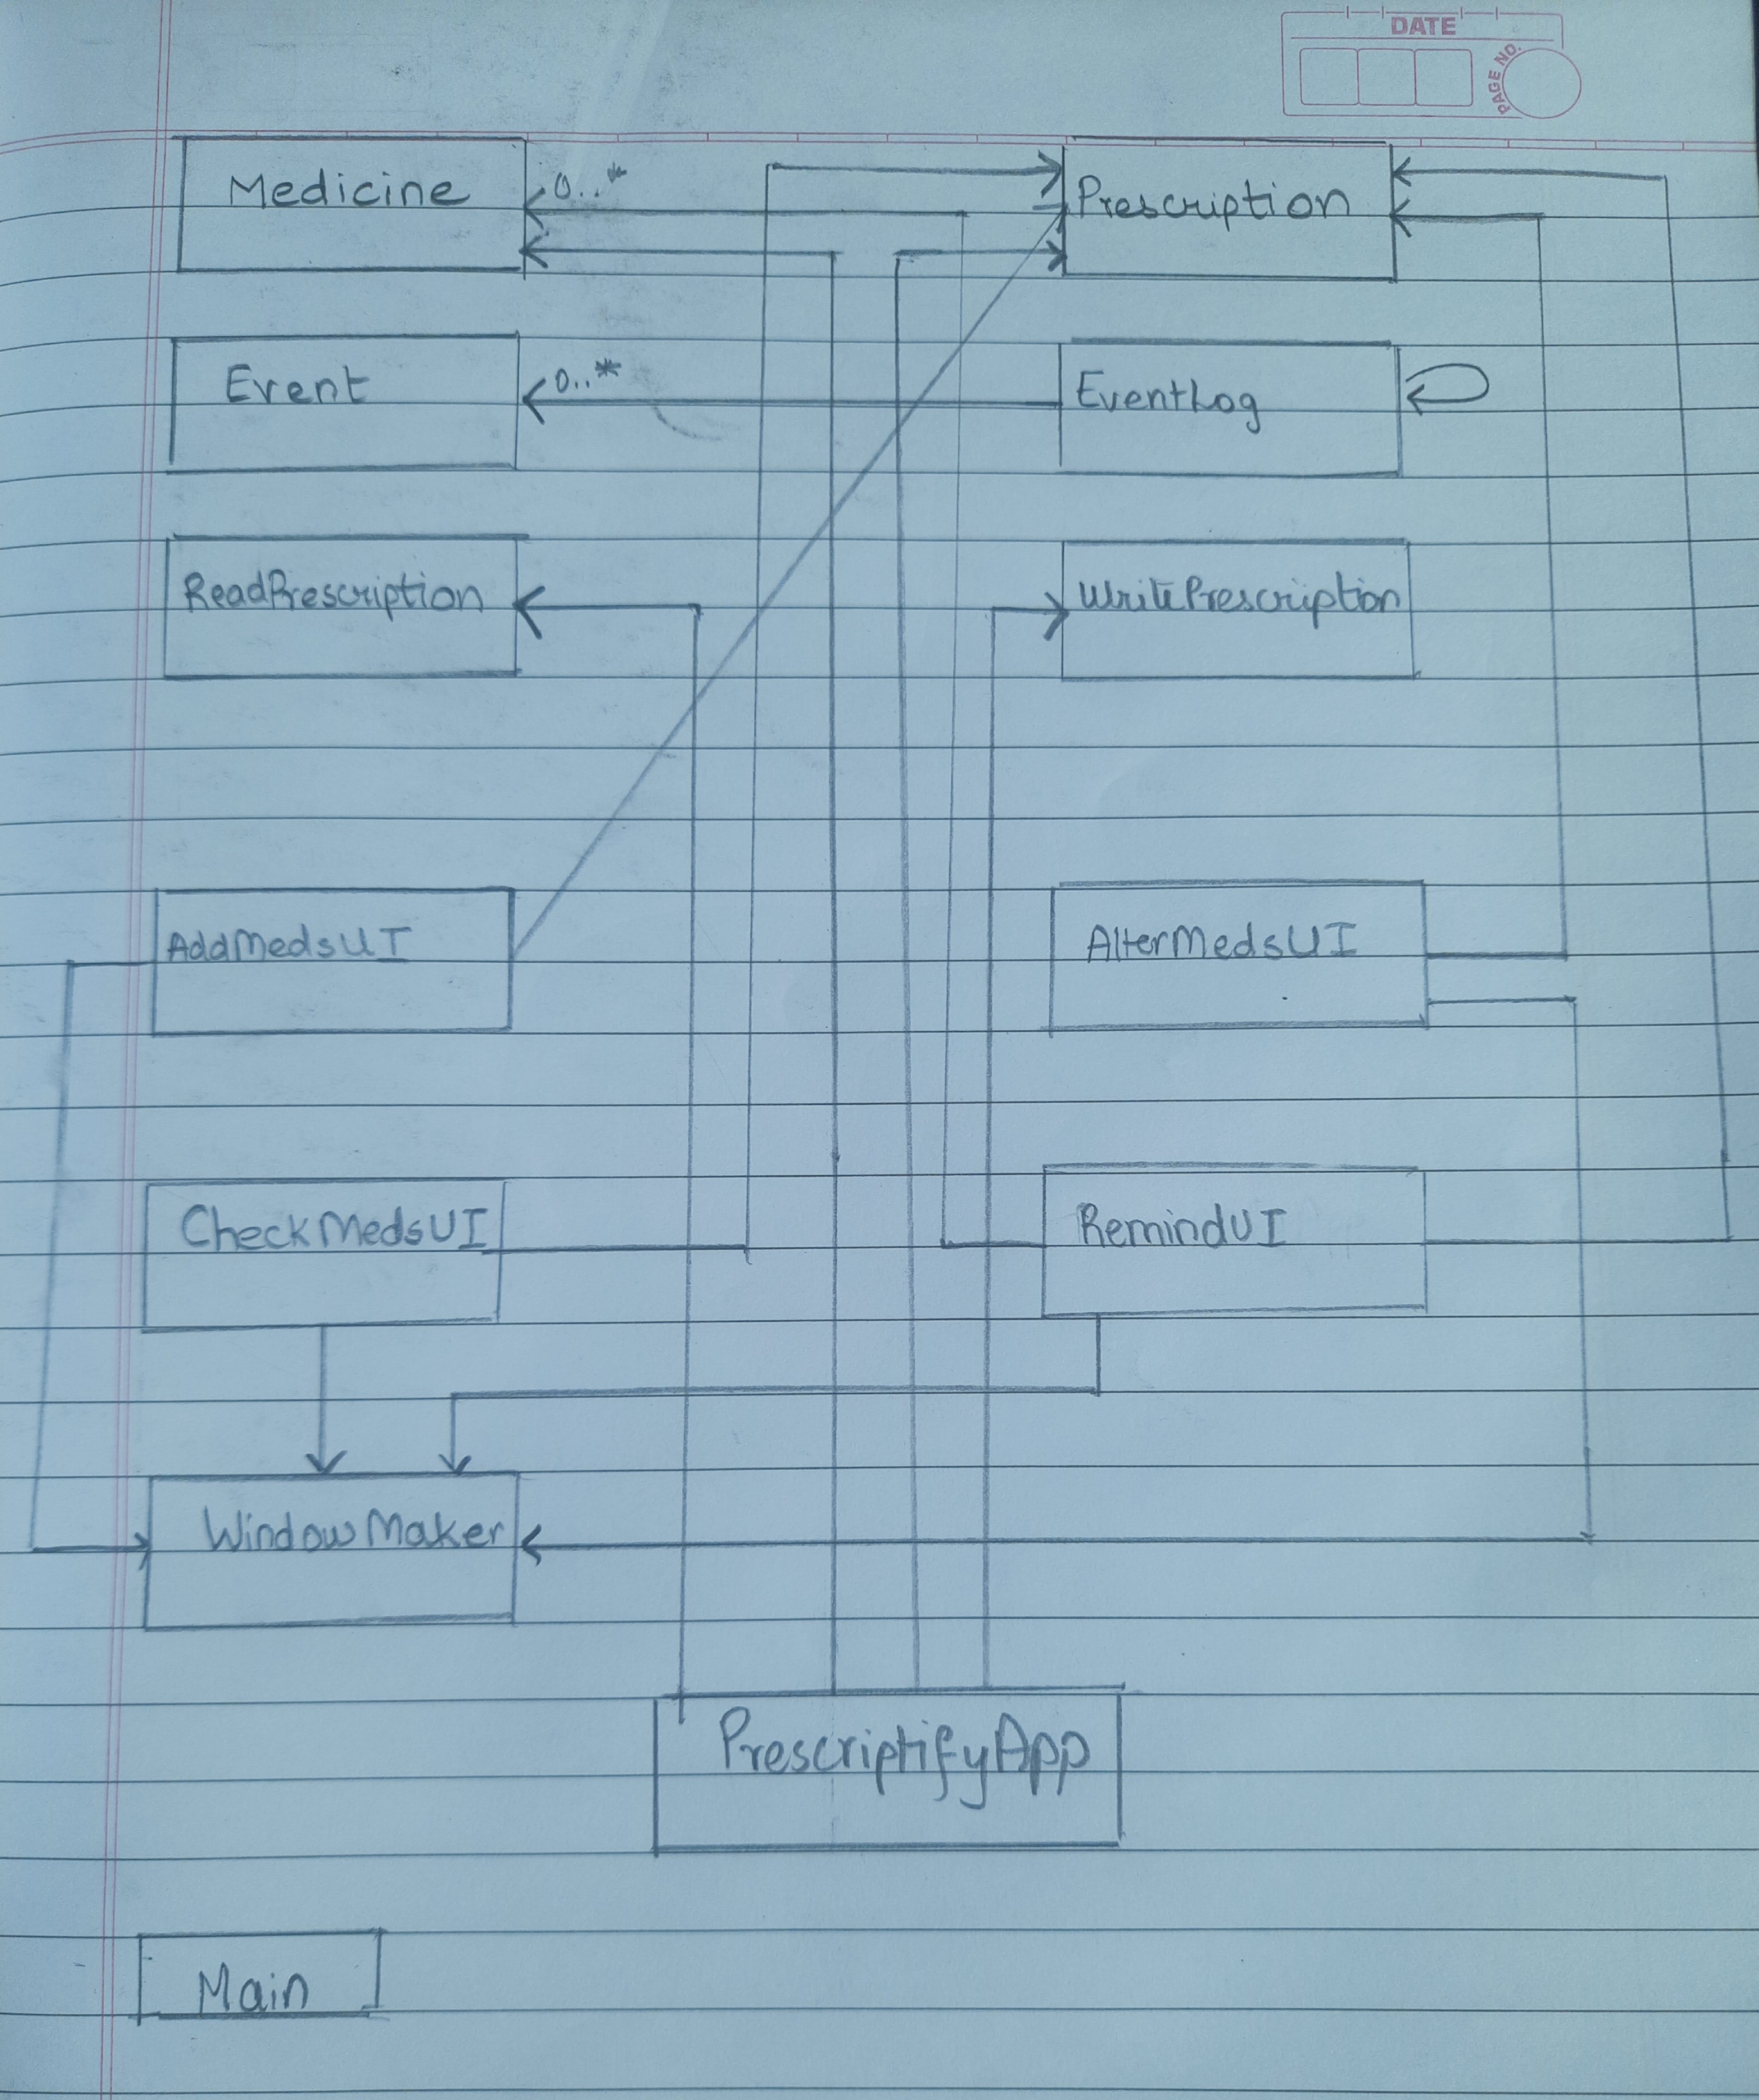 DATE
PAGE NO.
Medicine
0..*
Prescription
Event
0..*
EventLog
ReadPrescription
WritePrescription
AddMedsUI
AlterMedsUI
CheckMedsUI
RemindUI
WindowMaker
PrescriptifyApp
Main